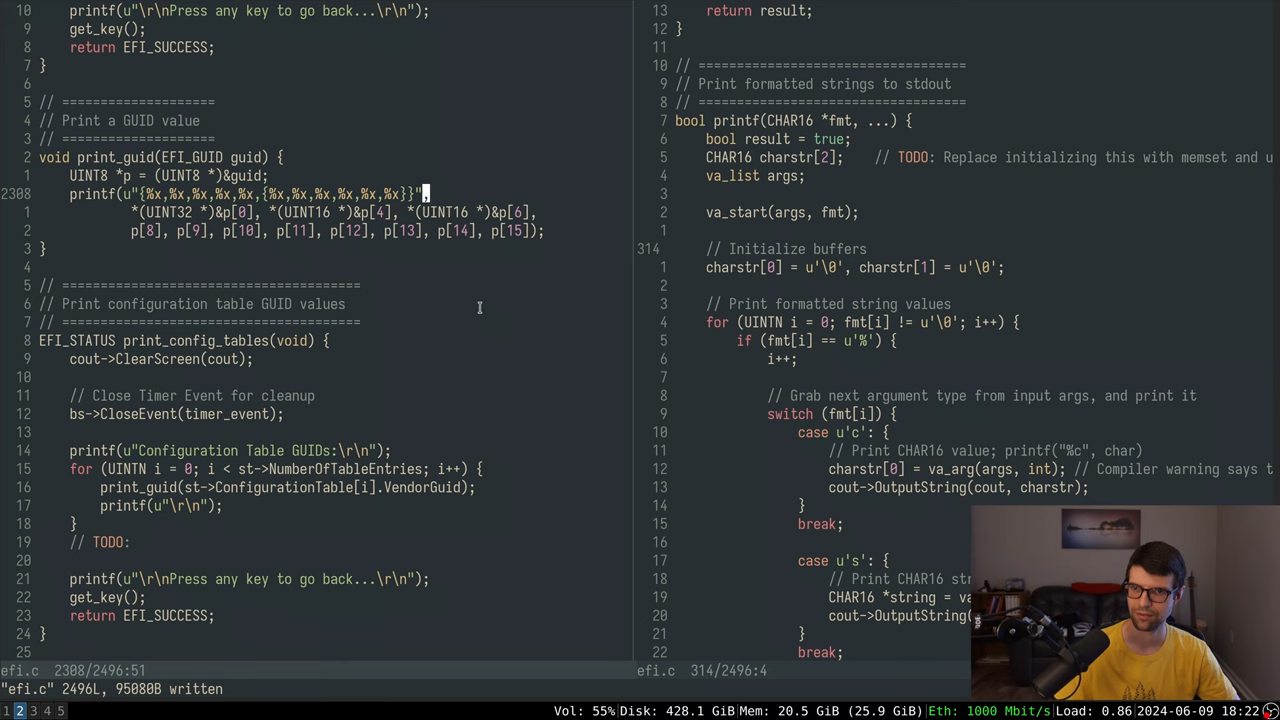 10 printf(u"\r\nPress any key to go back...\r\n");
9 get_key();
8 return EFI_SUCCESS;
7 }
6
5 // ====================
4 // Print a GUID value
3 // ====================
2 void print_guid(EFI_GUID guid) {
1 UINT8 *p = (UINT8 *)&guid;
2308 printf(u"{%x,%x,%x,%x,%x,{%x,%x,%x,%x,%x,%x}}",
1 *(UINT32 *)&p[0], *(UINT16 *)&p[4], *(UINT16 *)&p[6],
2 p[8], p[9], p[10], p[11], p[12], p[13], p[14], p[15]);
3 }
4
5 // =======================================
6 // Print configuration table GUID values
7 // =======================================
8 EFI_STATUS print_config_tables(void) {
9 cout->ClearScreen(cout);
10
11 // Close Timer Event for cleanup
12 bs->CloseEvent(timer_event);
13
14 printf(u"Configuration Table GUIDs:\r\n");
15 for (UINTN i = 0; i < st->NumberOfTableEntries; i++) {
16 print_guid(st->ConfigurationTable[i].VendorGuid);
17 printf(u"\r\n");
18 }
19 // TODO:
20
21 printf(u"\r\nPress any key to go back...\r\n");
22 get_key();
23 return EFI_SUCCESS;
24 }
25
efi.c 2308/2496:51
13 return result;
12 }
11
10 // ===================================
9 // Print formatted strings to stdout
8 // ===================================
7 bool printf(CHAR16 *fmt, ...) {
6 bool result = true;
5 CHAR16 charstr[2]; // TODO: Replace initializing this with memset and u
4 va_list args;
3
2 va_start(args, fmt);
1
314 // Initialize buffers
1 charstr[0] = u'\0', charstr[1] = u'\0';
2
3 // Print formatted string values
4 for (UINTN i = 0; fmt[i] != u'\0'; i++) {
5 if (fmt[i] == u'%') {
6 i++;
7
8 // Grab next argument type from input args, and print it
9 switch (fmt[i]) {
10 case u'c': {
11 // Print CHAR16 value; printf("%c", char)
12 charstr[0] = va_arg(args, int); // Compiler warning says t
13 cout->OutputString(cout, charstr);
14 }
15 break;
16
17 case u's': {
18 // Print CHAR16 str
19 CHAR16 *string = va
20 cout->OutputString(
21 }
22 break;
efi.c 314/2496:4
"efi.c" 2496L, 95080B written
1 2 3 4 5 Vol: 55% Disk: 428.1 GiB Mem: 20.5 GiB (25.9 GiB) Eth: 1000 Mbit/s Load: 0.86 2024-06-09 18:22